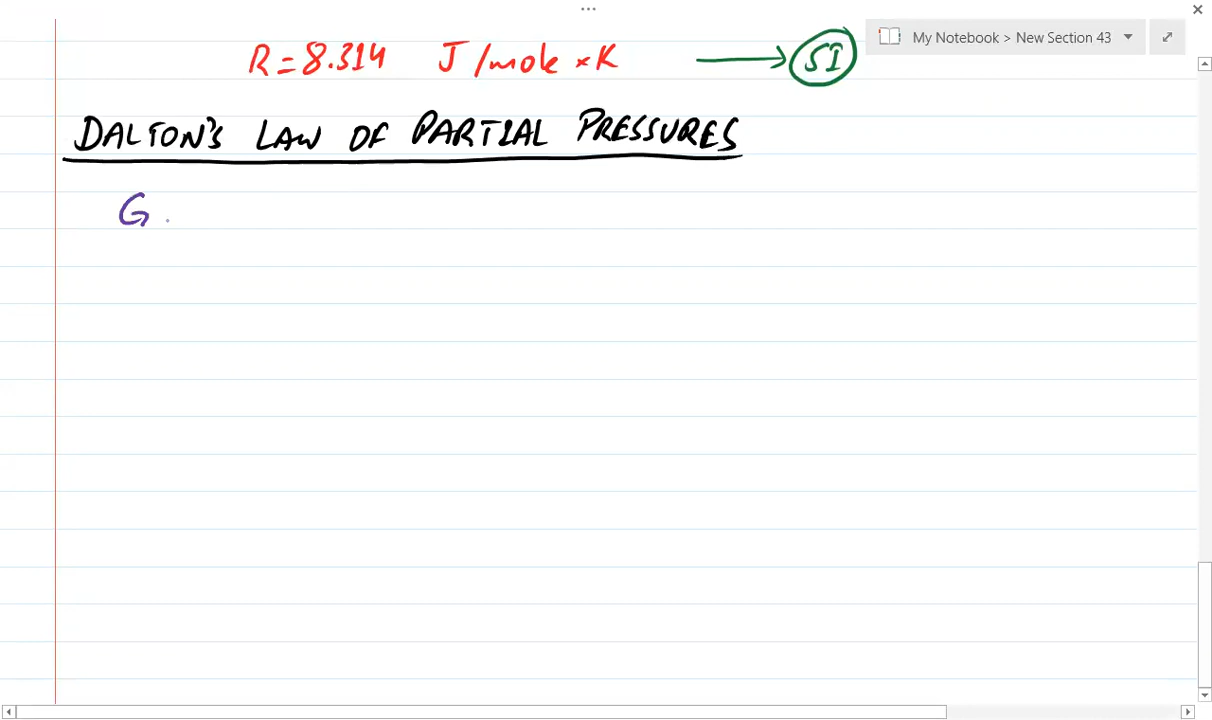 My Notebook > New Section 43
R = 8.314 J/mole × K → SI
DALTON'S LAW OF PARTIAL PRESSURES
G